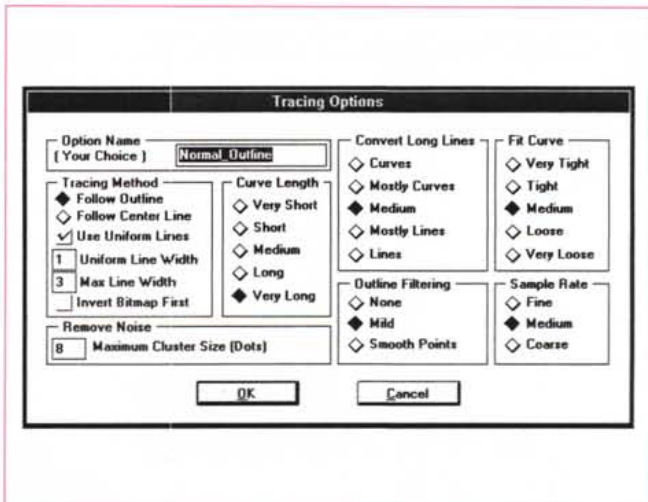 Tracing Options
Option Name
( Your Choice )
Normal_Outline
Tracing Method
Follow Outline
Follow Center Line
Use Uniform Lines
1 Uniform Line Width
3 Max Line Width
Invert Bitmap First
Curve Length
Very Short
Short
Medium
Long
Very Long
Remove Noise
8 Maximum Cluster Size (Dots)
Convert Long Lines
Curves
Mostly Curves
Medium
Mostly Lines
Lines
Fit Curve
Very Tight
Tight
Medium
Loose
Very Loose
Outline Filtering
None
Mild
Smooth Points
Sample Rate
Fine
Medium
Coarse
OK
Cancel